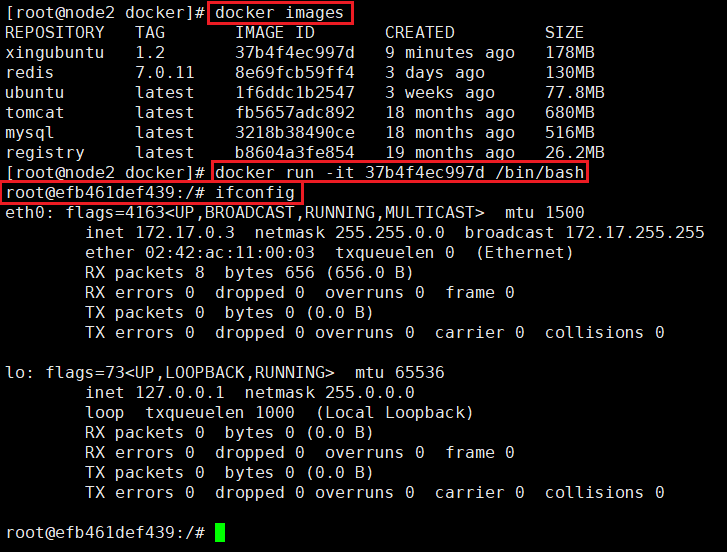 [root@node2 docker]# docker images
REPOSITORY   TAG       IMAGE ID       CREATED         SIZE
xingubuntu   1.2       37b4f4ec997d   9 minutes ago   178MB
redis        7.0.11    8e69fcb59ff4   3 days ago      130MB
ubuntu       latest    1f6ddc1b2547   3 weeks ago     77.8MB
tomcat       latest    fb5657adc892   18 months ago   680MB
mysql        latest    3218b38490ce   18 months ago   516MB
registry     latest    b8604a3fe854   19 months ago   26.2MB
[root@node2 docker]# docker run -it 37b4f4ec997d /bin/bash
root@efb461def439:/# ifconfig
eth0: flags=4163<UP,BROADCAST,RUNNING,MULTICAST>  mtu 1500
        inet 172.17.0.3  netmask 255.255.0.0  broadcast 172.17.255.255
        ether 02:42:ac:11:00:03  txqueuelen 0  (Ethernet)
        RX packets 8  bytes 656 (656.0 B)
        RX errors 0  dropped 0  overruns 0  frame 0
        TX packets 0  bytes 0 (0.0 B)
        TX errors 0  dropped 0 overruns 0  carrier 0  collisions 0

lo: flags=73<UP,LOOPBACK,RUNNING>  mtu 65536
        inet 127.0.0.1  netmask 255.0.0.0
        loop  txqueuelen 1000  (Local Loopback)
        RX packets 0  bytes 0 (0.0 B)
        RX errors 0  dropped 0  overruns 0  frame 0
        TX packets 0  bytes 0 (0.0 B)
        TX errors 0  dropped 0 overruns 0  carrier 0  collisions 0

root@efb461def439:/#